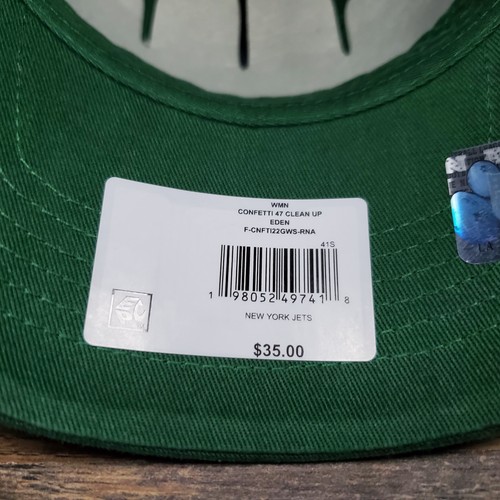 WMN
CONFETTI 47 CLEAN UP
EDEN
F-CNFTI22GWS-RNA
41S
1 98052 49741 8
NEW YORK JETS
$35.00